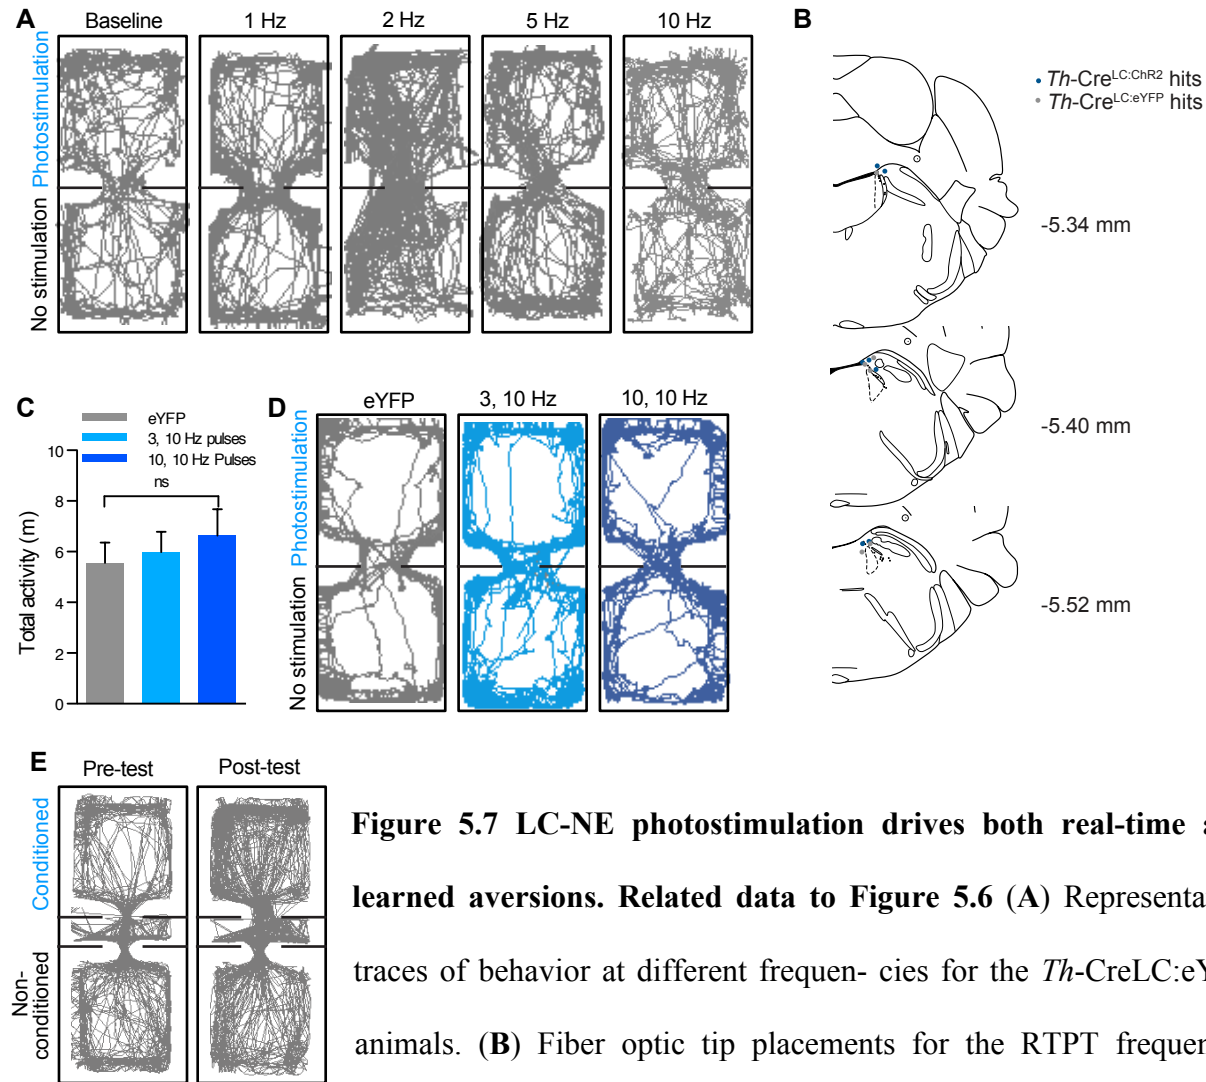 A
Baseline
1 Hz
2 Hz
5 Hz
10 Hz
Photostimulation
No stimulation
B
Th-CreLC:ChR2 hits
Th-CreLC:eYFP hits
-5.34 mm
-5.40 mm
-5.52 mm
C
eYFP
3, 10 Hz pulses
10, 10 Hz Pulses
ns
Total activity (m)
10
8
6
4
2
0
D
eYFP
3, 10 Hz
10, 10 Hz
Photostimulation
No stimulation
E
Pre-test
Post-test
Conditioned
Non-
conditioned
Figure 5.7 LC-NE photostimulation drives both real-time a
learned aversions. Related data to Figure 5.6 (A) Representa
traces of behavior at different frequen- cies for the Th-CreLC:eY
animals. (B) Fiber optic tip placements for the RTPT frequen